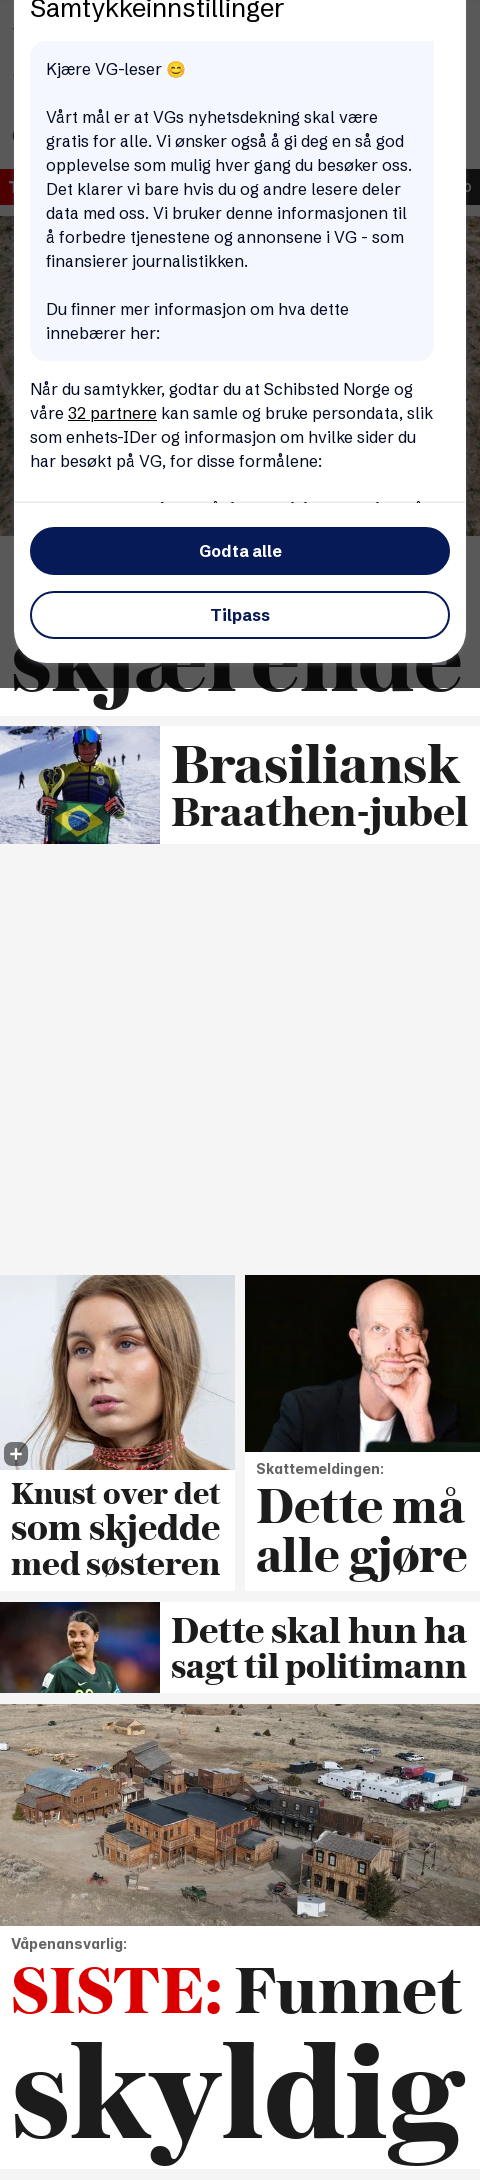 Samtykkeinnstillinger
Kjære VG-leser 😊
Vårt mål er at VGs nyhetsdekning skal være
gratis for alle. Vi ønsker også å gi deg en så god
opplevelse som mulig hver gang du besøker oss.
Det klarer vi bare hvis du og andre lesere deler
data med oss. Vi bruker denne informasjonen til
å forbedre tjenestene og annonsene i VG - som
finansierer journalistikken.
Du finner mer informasjon om hva dette
innebærer her:
Når du samtykker, godtar du at Schibsted Norge og
våre 32 partnere kan samle og bruke persondata, slik
som enhets-IDer og informasjon om hvilke sider du
har besøkt på VG, for disse formålene:
Godta alle
Tilpass
skjærende
Brasiliansk
Braathen-jubel
Knust over det
som skjedde
med søsteren
Skattemeldingen:
Dette må
alle gjøre
Dette skal hun ha
sagt til politimann
Våpenansvarlig:
SISTE: Funnet
skyldig